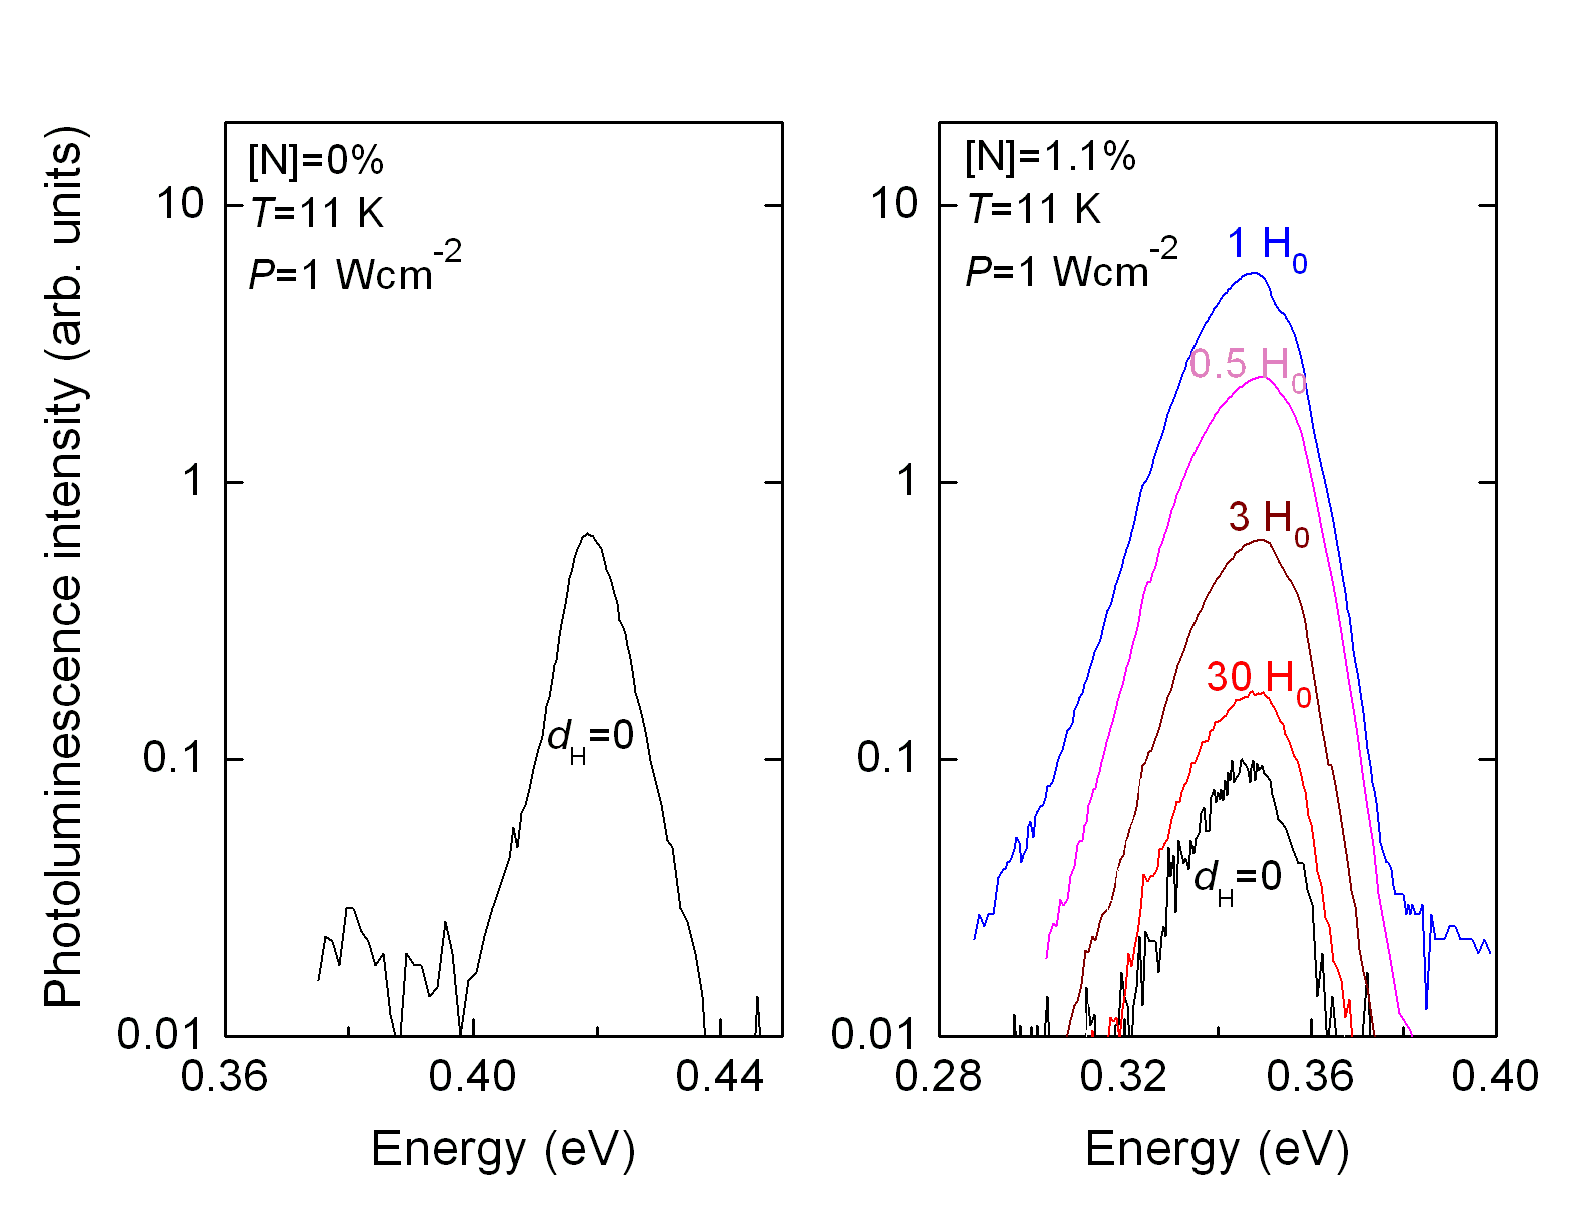 Photoluminescence intensity (arb. units)
[N]=0%
T=11 K
P=1 Wcm-2
dH=0
10
1
0.1
0.01
0.36 0.40 0.44
Energy (eV)
[N]=1.1%
T=11 K
P=1 Wcm-2
1 H0
0.5 H0
3 H0
30 H0
dH=0
10
1
0.1
0.01
0.28 0.32 0.36 0.40
Energy (eV)